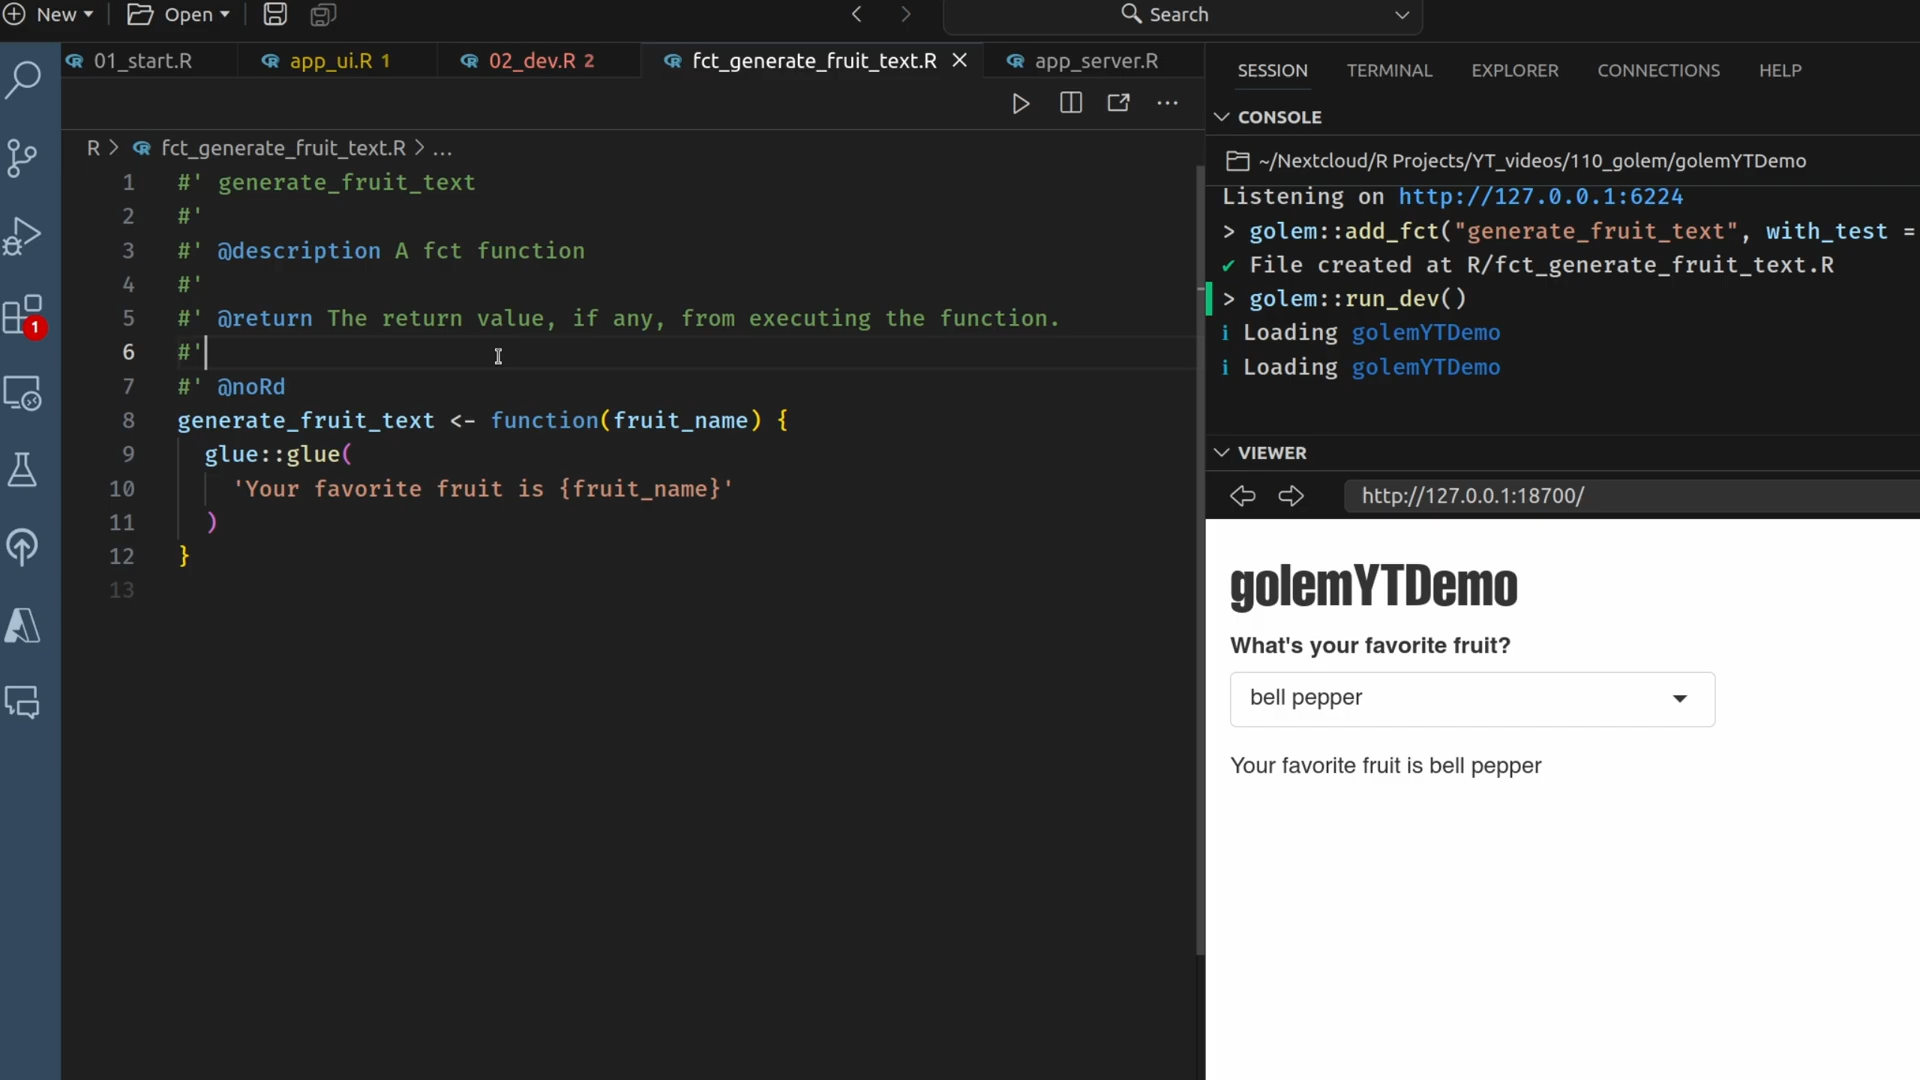 New
Open
Search
01_start.R
app_ui.R 1
02_dev.R 2
fct_generate_fruit_text.R
app_server.R
R > fct_generate_fruit_text.R > ...
1 #' generate_fruit_text
2 #'
3 #' @description A fct function
4 #'
5 #' @return The return value, if any, from executing the function.
6 #'
7 #' @noRd
8 generate_fruit_text <- function(fruit_name) {
9 glue::glue(
10 'Your favorite fruit is {fruit_name}'
11 )
12 }
13
1
SESSION
TERMINAL
EXPLORER
CONNECTIONS
HELP
CONSOLE
~/Nextcloud/R Projects/YT_videos/110_golem/golemYTDemo
Listening on http://127.0.0.1:6224
> golem::add_fct("generate_fruit_text", with_test =
✔ File created at R/fct_generate_fruit_text.R
> golem::run_dev()
i Loading golemYTDemo
i Loading golemYTDemo
VIEWER
http://127.0.0.1:18700/
golemYTDemo
What's your favorite fruit?
bell pepper
Your favorite fruit is bell pepper